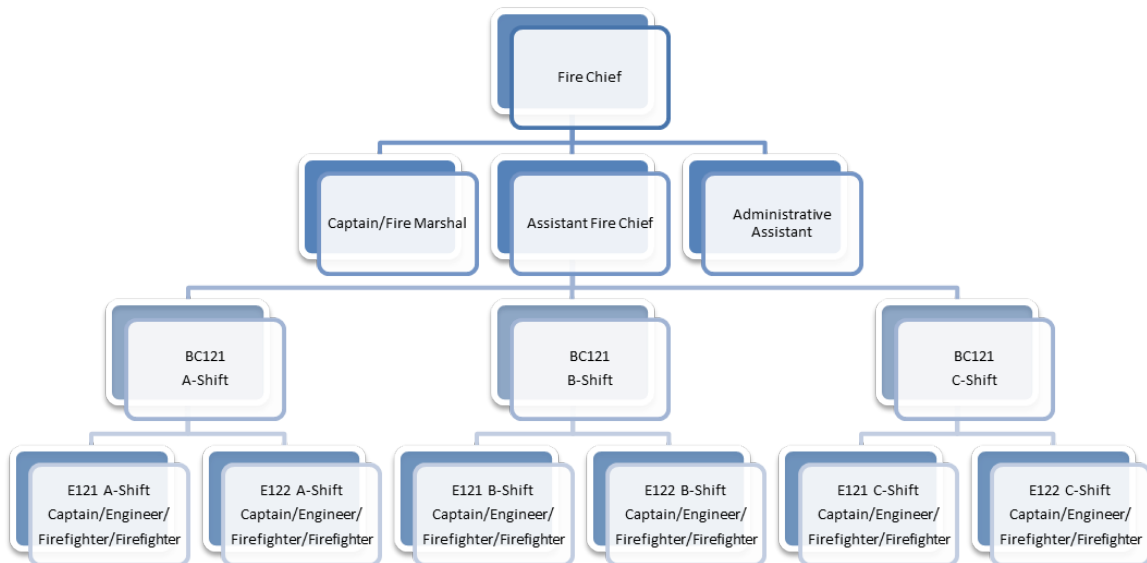 Fire Chief
Captain/Fire Marshal
Assistant Fire Chief
Administrative
Assistant
BC121
A-Shift
BC121
B-Shift
BC121
C-Shift
E121 A-Shift
Captain/Engineer/
Firefighter/Firefighter
E122 A-Shift
Captain/Engineer/
Firefighter/Firefighter
E121 B-Shift
Captain/Engineer/
Firefighter/Firefighter
E122 B-Shift
Captain/Engineer/
Firefighter/Firefighter
E121 C-Shift
Captain/Engineer/
Firefighter/Firefighter
E122 C-Shift
Captain/Engineer/
Firefighter/Firefighter